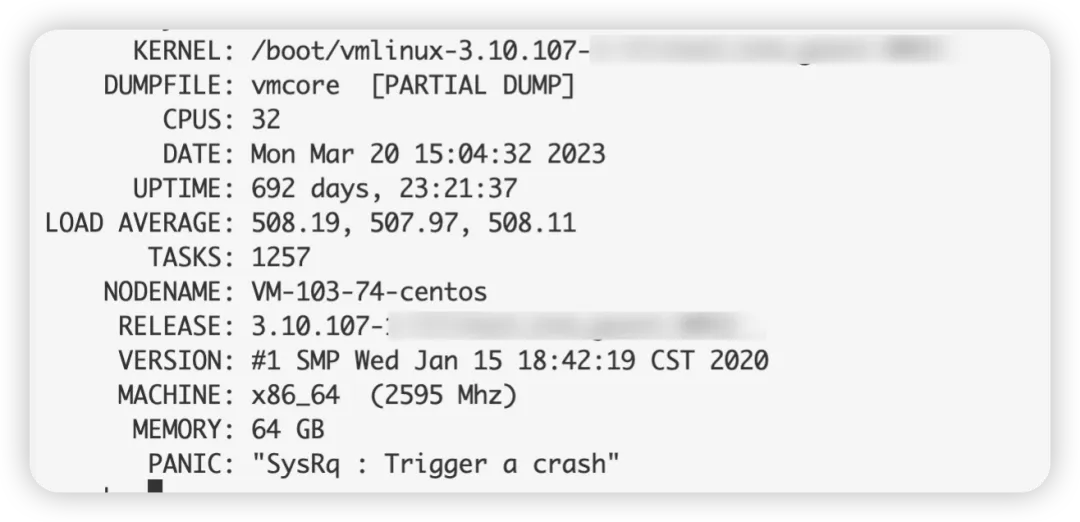 KERNEL: /boot/vmlinux-3.10.107-
DUMPFILE: vmcore [PARTIAL DUMP]
CPUS: 32
DATE: Mon Mar 20 15:04:32 2023
UPTIME: 692 days, 23:21:37
LOAD AVERAGE: 508.19, 507.97, 508.11
TASKS: 1257
NODENAME: VM-103-74-centos
RELEASE: 3.10.107-
VERSION: #1 SMP Wed Jan 15 18:42:19 CST 2020
MACHINE: x86_64 (2595 Mhz)
MEMORY: 64 GB
PANIC: "SysRq : Trigger a crash"